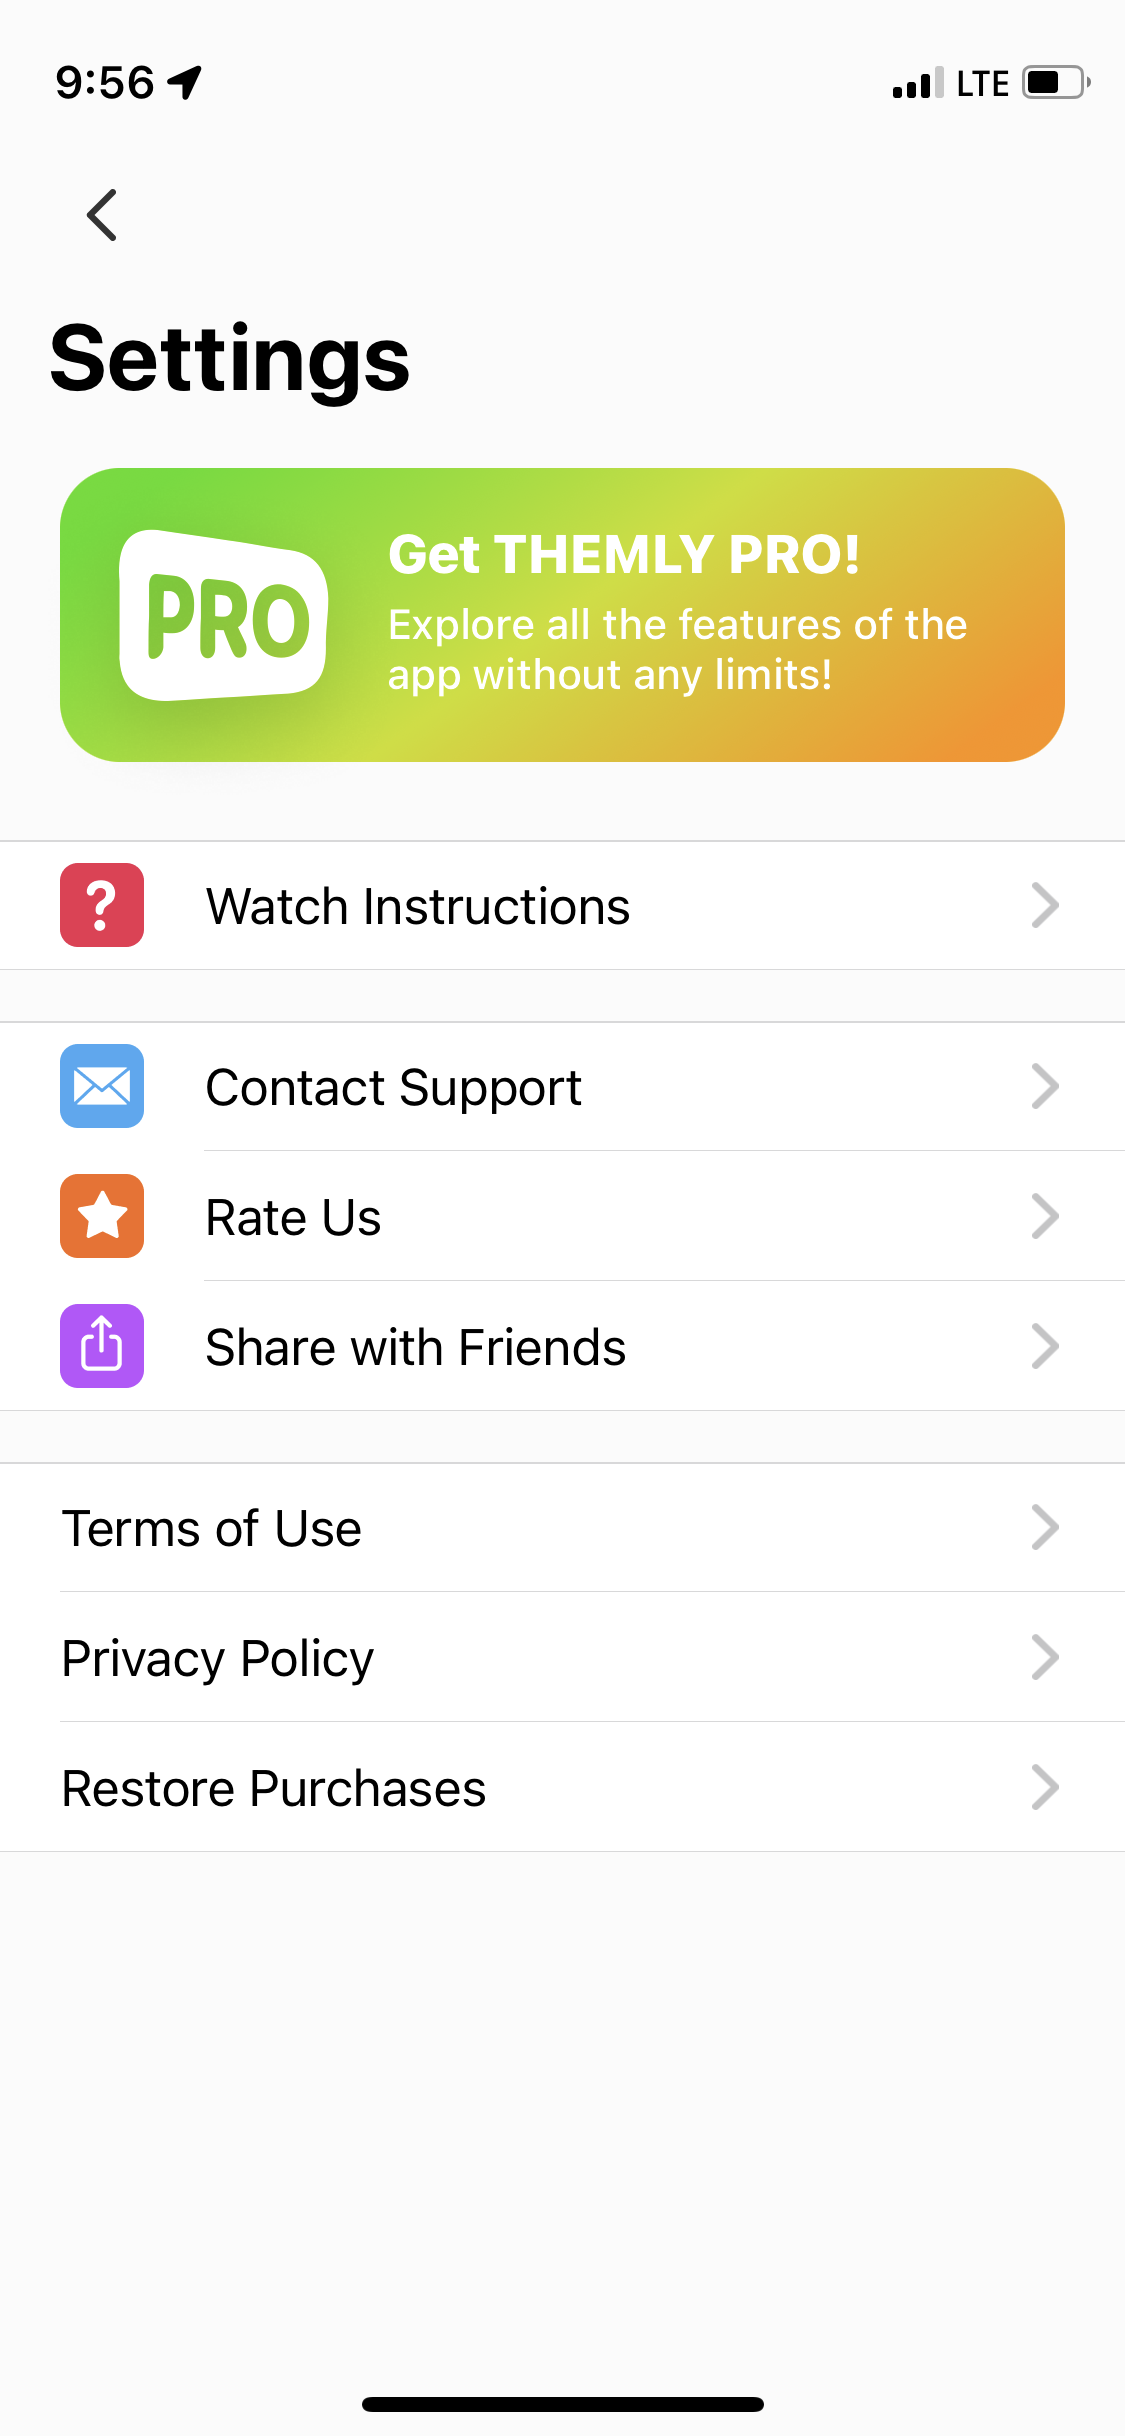 9:56
LTE
Settings
PRO
Get THEMLY PRO!
Explore all the features of the
app without any limits!
Watch Instructions
Contact Support
Rate Us
Share with Friends
Terms of Use
Privacy Policy
Restore Purchases